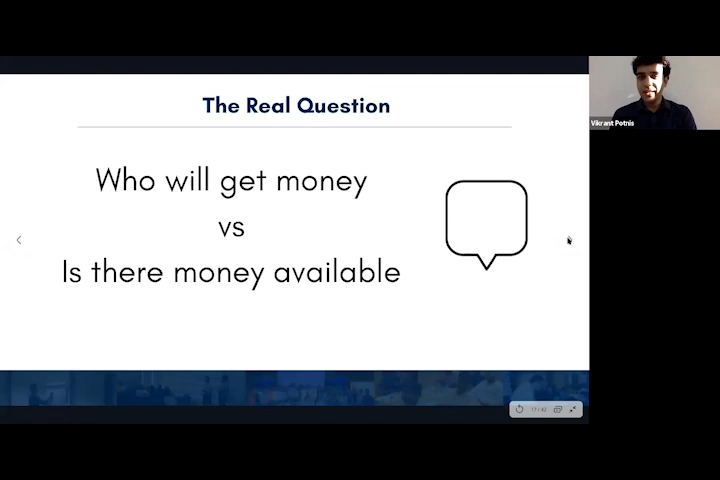 The Real Question
Who will get money
vs
Is there money available
Vikrant Potnis